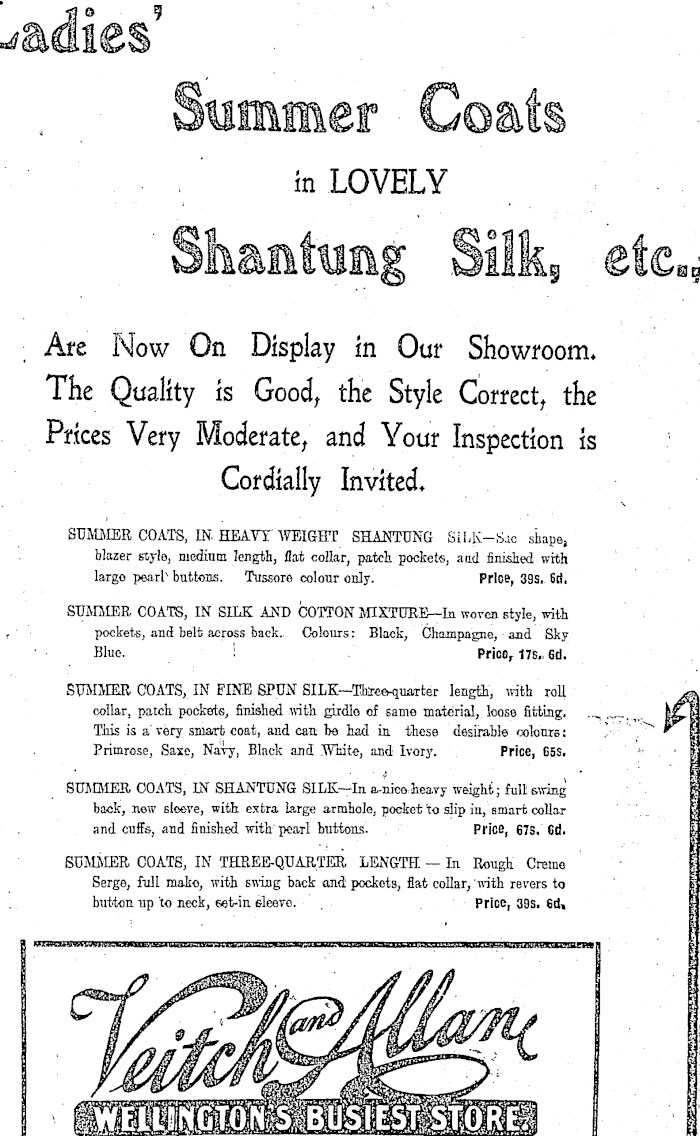 Ladies'
Summer Coats
in LOVELY
Shantung Silk, etc.,
Are Now On Display in Our Showroom.
The Quality is Good, the Style Correct, the
Prices Very Moderate, and Your Inspection is
Cordially Invited.
SUMMER COATS, IN HEAVY WEIGHT SHANTUNG SILK—Sac shape,
blazer style, medium length, flat collar, patch pockets, and finished with
large pearl buttons. Tussore colour only. Price, 39s. 6d.
SUMMER COATS, IN SILK AND COTTON MIXTURE—In woven style, with
pockets, and belt across back. Colours: Black, Champagne, and Sky
Blue. Price, 17s. 6d.
SUMMER COATS, IN FINE SPUN SILK—Three-quarter length, with roll
collar, patch pockets, finished with girdle of same material, loose fitting.
This is a very smart coat, and can be had in these desirable colours:
Primrose, Saxe, Navy, Black and White, and Ivory. Price, 65s.
SUMMER COATS, IN SHANTUNG SILK—In a nice heavy weight; full swing
back, new sleeve, with extra large armhole, pocket to slip in, smart collar
and cuffs, and finished with pearl buttons. Price, 67s. 6d.
SUMMER COATS, IN THREE-QUARTER LENGTH — In Rough Creme
Serge, full make, with swing back and pockets, flat collar, with revers to
button up to neck, set-in sleeve. Price, 39s. 6d.
Veitch and Allan
WELLINGTON'S BUSIEST STORE.